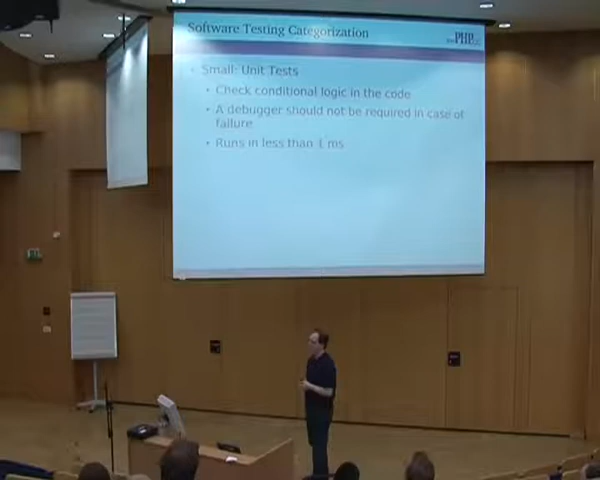 Software Testing Categorization
PHP
Small: Unit Tests
Check conditional logic in the code
A debugger should not be required in case of
failure
Runs in less than 1 ms